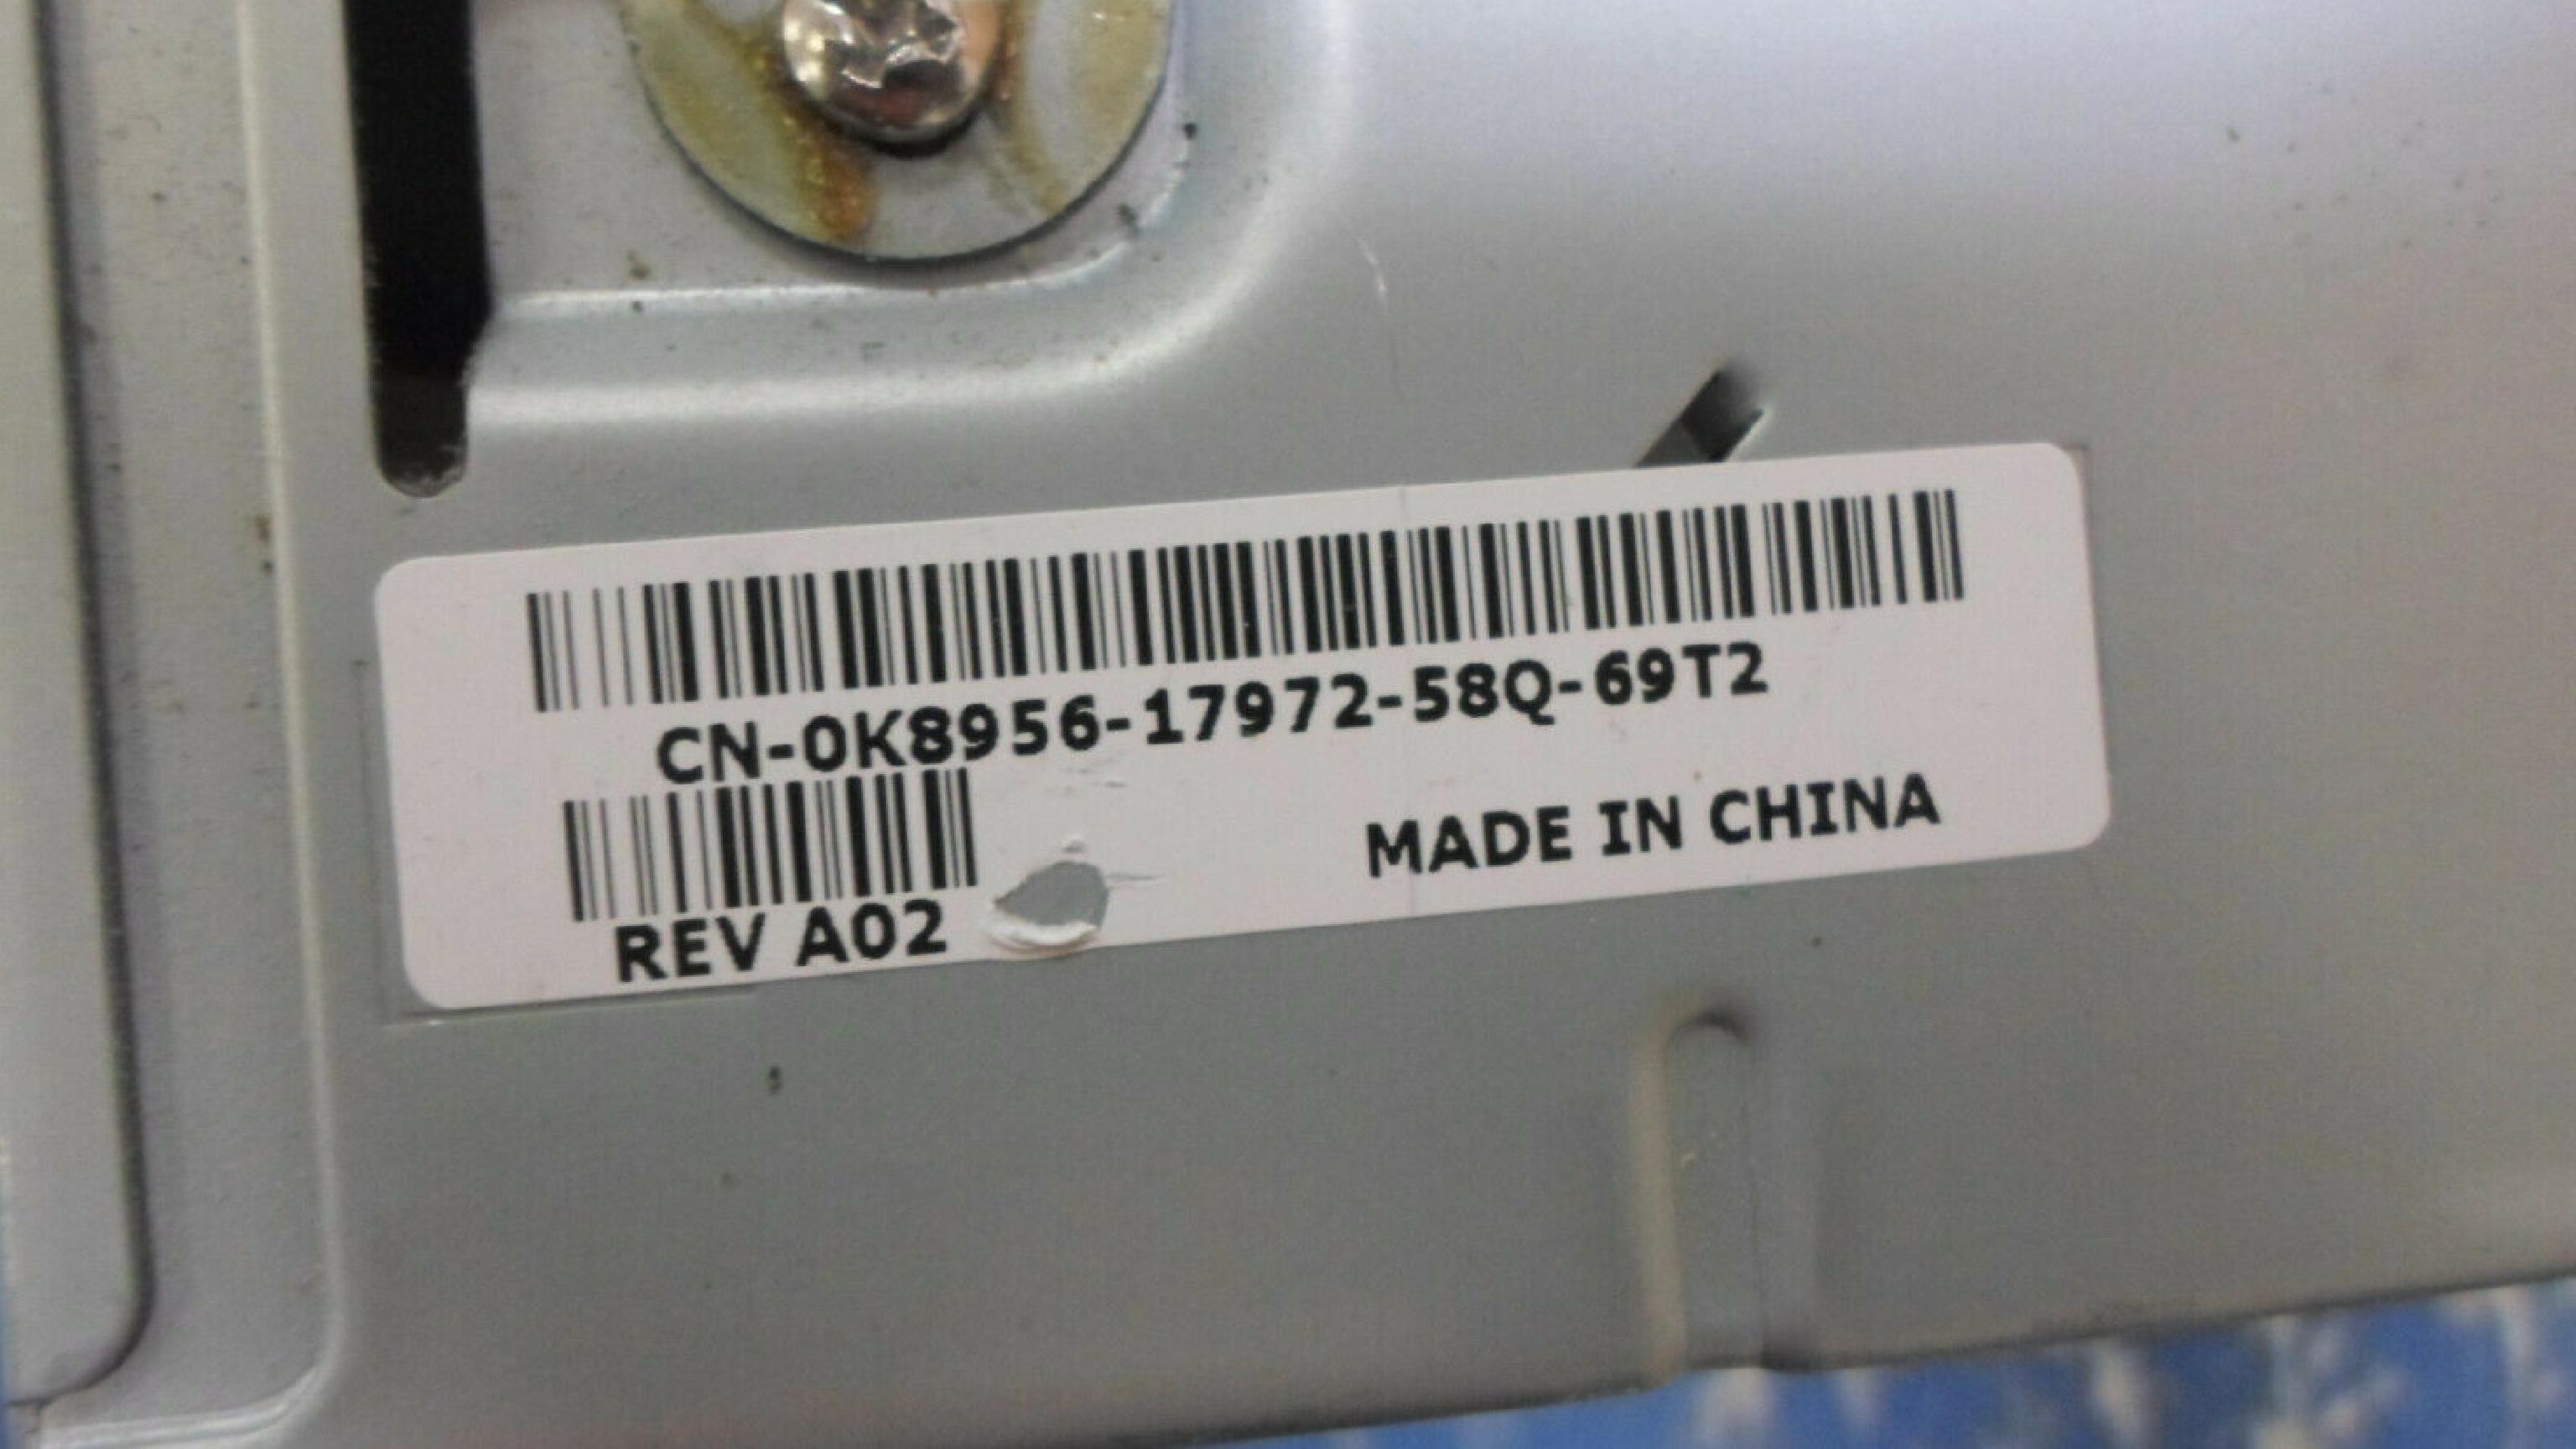 CN-0K8956-17972-58Q-69T2
REV A02
MADE IN CHINA